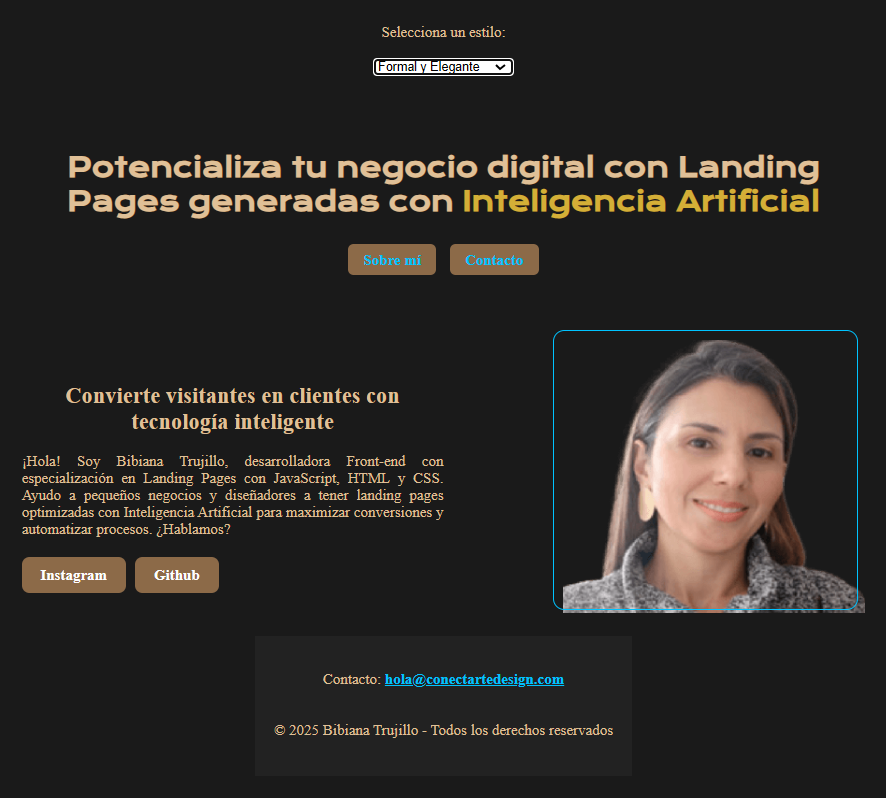 Selecciona un estilo:
Formal y Elegante
Potencializa tu negocio digital con Landing
Pages generadas con Inteligencia Artificial
Sobre mí Contacto
Convierte visitantes en clientes con
tecnología inteligente
¡Hola! Soy Bibiana Trujillo, desarrolladora Front-end con
especialización en Landing Pages con JavaScript, HTML y CSS.
Ayudo a pequeños negocios y diseñadores a tener landing pages
optimizadas con Inteligencia Artificial para maximizar conversiones y
automatizar procesos. ¿Hablamos?
Instagram Github
Contacto: hola@conectartedesign.com
© 2025 Bibiana Trujillo - Todos los derechos reservados